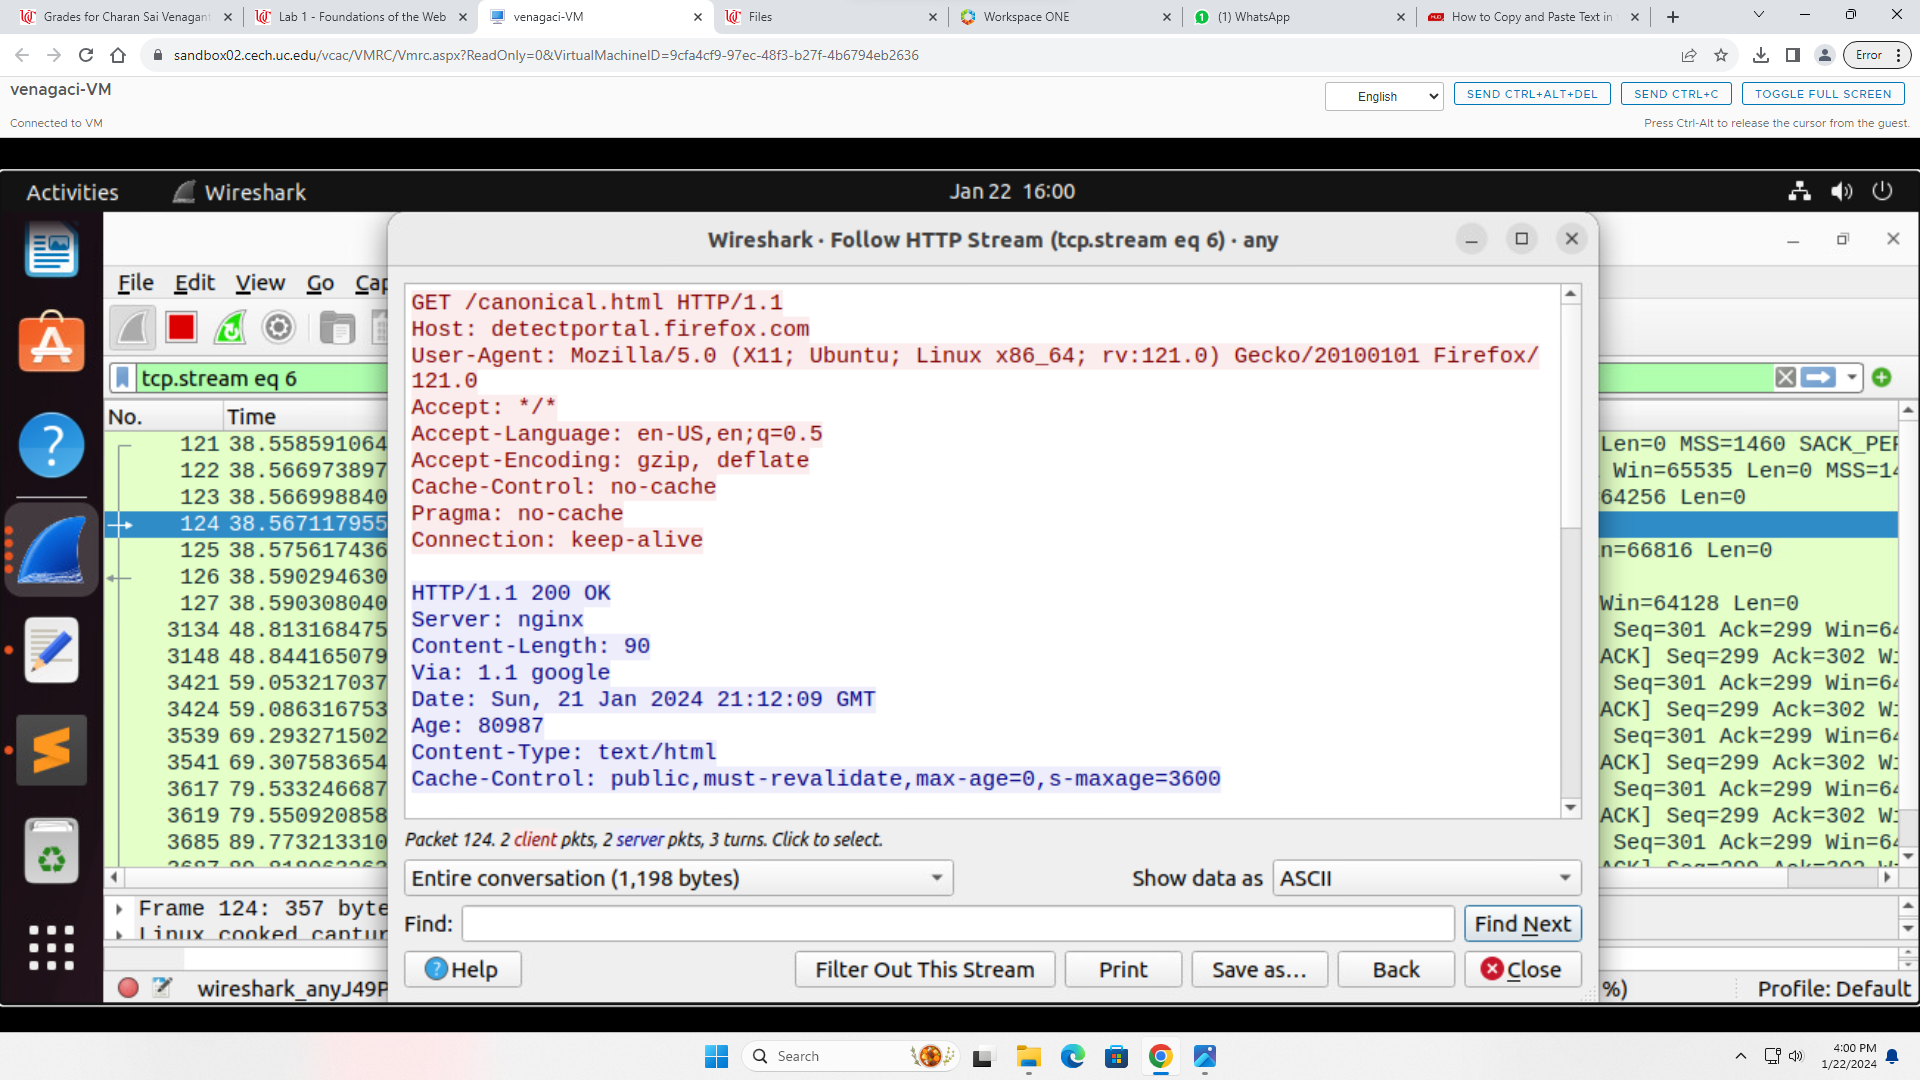 Grades for Charan Sai Venagant
Lab 1 - Foundations of the Web
venagaci-VM
Files
Workspace ONE
(1) WhatsApp
How to Copy and Paste Text in
sandbox02.cech.uc.edu/vcac/VMRC/Vmrc.aspx?ReadOnly=0&VirtualMachineID=9cfa4cf9-97ec-48f3-b27f-4b6794eb2636
Error
venagaci-VM
English
SEND CTRL+ALT+DEL
SEND CTRL+C
TOGGLE FULL SCREEN
Connected to VM
Press Ctrl-Alt to release the cursor from the guest.
Activities
Wireshark
Jan 22 16:00
Wireshark · Follow HTTP Stream (tcp.stream eq 6) · any
File Edit View Go Cap
tcp.stream eq 6
No. Time
121 38.558591064
122 38.566973897
123 38.566998840
124 38.567117955
125 38.575617436
126 38.590294630
127 38.590308040
3134 48.813168475
3148 48.844165079
3421 59.053217037
3424 59.086316753
3539 69.293271502
3541 69.307583654
3617 79.533246687
3619 79.550920858
3685 89.773213310
GET /canonical.html HTTP/1.1
Host: detectportal.firefox.com
User-Agent: Mozilla/5.0 (X11; Ubuntu; Linux x86_64; rv:121.0) Gecko/20100101 Firefox/
121.0
Accept: */*
Accept-Language: en-US,en;q=0.5
Accept-Encoding: gzip, deflate
Cache-Control: no-cache
Pragma: no-cache
Connection: keep-alive
HTTP/1.1 200 OK
Server: nginx
Content-Length: 90
Via: 1.1 google
Date: Sun, 21 Jan 2024 21:12:09 GMT
Age: 80987
Content-Type: text/html
Cache-Control: public,must-revalidate,max-age=0,s-maxage=3600
Len=0 MSS=1460 SACK_PER
Win=65535 Len=0 MSS=14
64256 Len=0
n=66816 Len=0
Win=64128 Len=0
Seq=301 Ack=299 Win=64
ACK] Seq=299 Ack=302 Wi
Seq=301 Ack=299 Win=64
ACK] Seq=299 Ack=302 Wi
Seq=301 Ack=299 Win=64
ACK] Seq=299 Ack=302 Wi
Seq=301 Ack=299 Win=64
ACK] Seq=299 Ack=302 Wi
Seq=301 Ack=299 Win=64
Packet 124. 2 client pkts, 2 server pkts, 3 turns. Click to select.
Entire conversation (1,198 bytes)
Show data as ASCII
Find:
Find Next
Help
Filter Out This Stream
Print
Save as…
Back
Close
Frame 124: 357 byte
Linux cooked captur
wireshark_anyJ49P
%)
Profile: Default
Search
4:00 PM
1/22/2024